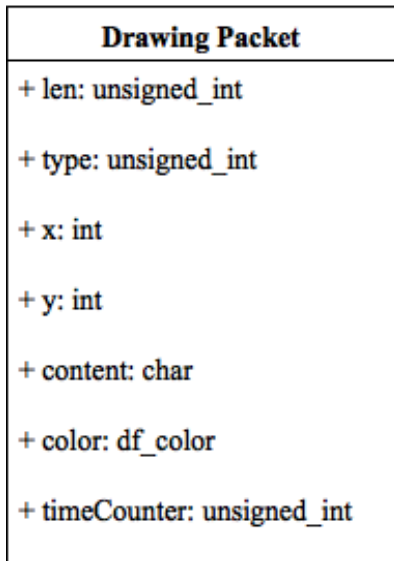 Drawing Packet
+ len: unsigned_int
+ type: unsigned_int
+ x: int
+ y: int
+ content: char
+ color: df_color
+ timeCounter: unsigned_int